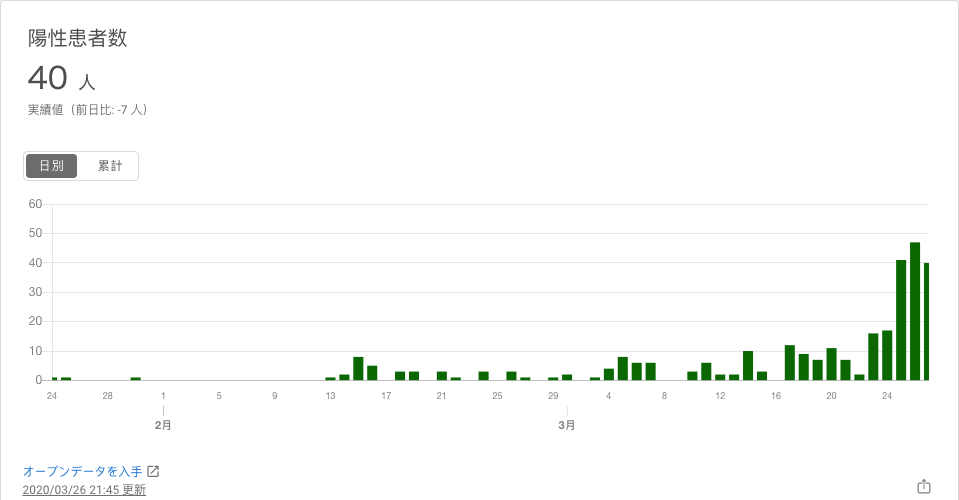 陽性患者数
40 人
実績値（前日比: -7 人）
日別 累計
60
50
40
30
20
10
0
24 28 1 5 9 13 17 21 25 29 4 8 12 16 20 24
2月 3月
オープンデータを入手
2020/03/26 21:45 更新